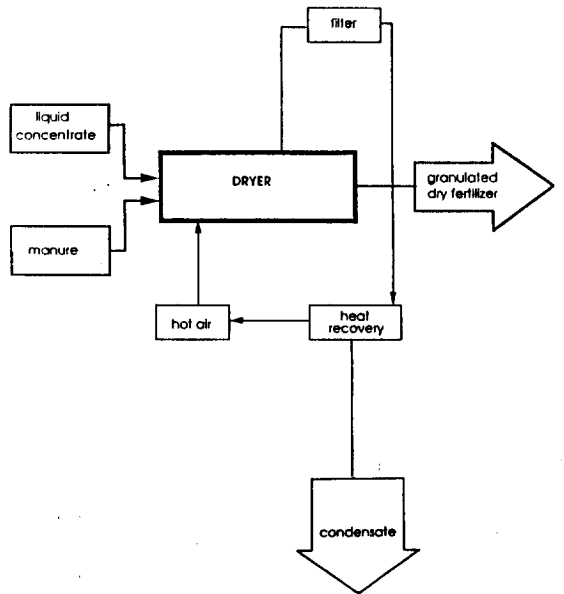 filter
liquid
concentrate
DRYER
granulated
dry fertilizer
manure
hot air
heat
recovery
condensate